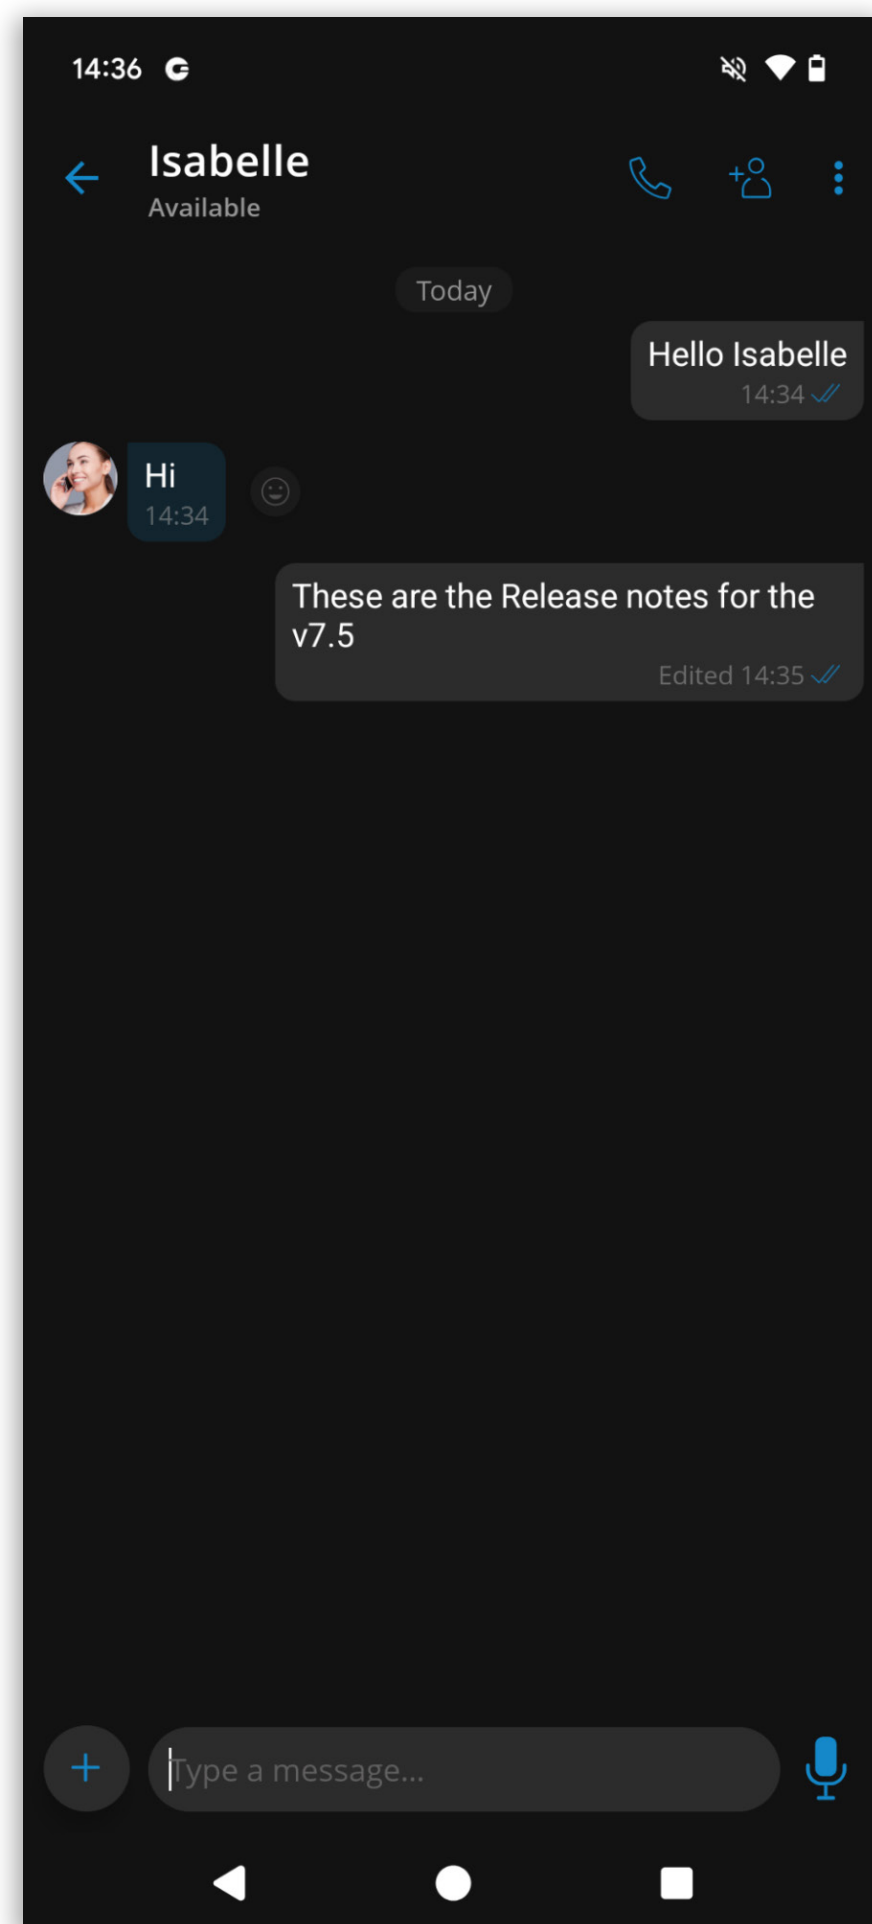 14:36
Isabelle
Available
Today
Hello Isabelle
14:34
Hi
14:34
These are the Release notes for the
v7.5
Edited 14:35
Type a message...